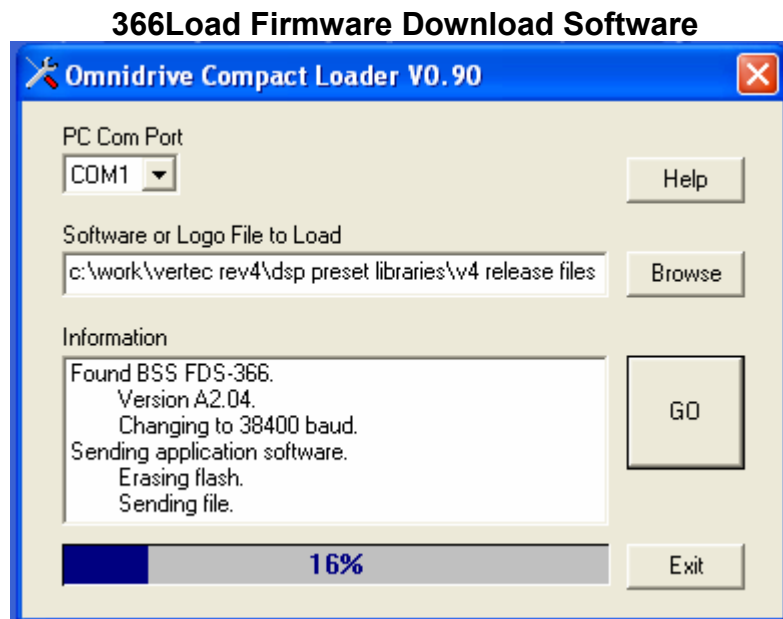 366Load Firmware Download Software
Omnidrive Compact Loader V0.90
PC Com Port
COM1
Help
Software or Logo File to Load
c:\work\vertec rev4\dsp preset libraries\v4 release files
Browse
Information
Found BSS FDS-366.
Version A2.04.
Changing to 38400 baud.
Sending application software.
Erasing flash.
Sending file.
GO
16%
Exit